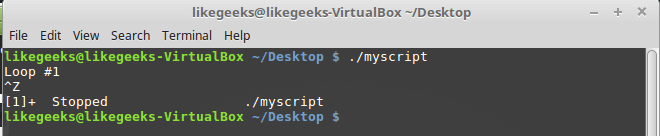 likegeeks@likegeeks-VirtualBox ~/Desktop
File Edit View Search Terminal Help
likegeeks@likegeeks-VirtualBox ~/Desktop $ ./myscript
Loop #1
^Z
[1]+  Stopped                 ./myscript
likegeeks@likegeeks-VirtualBox ~/Desktop $